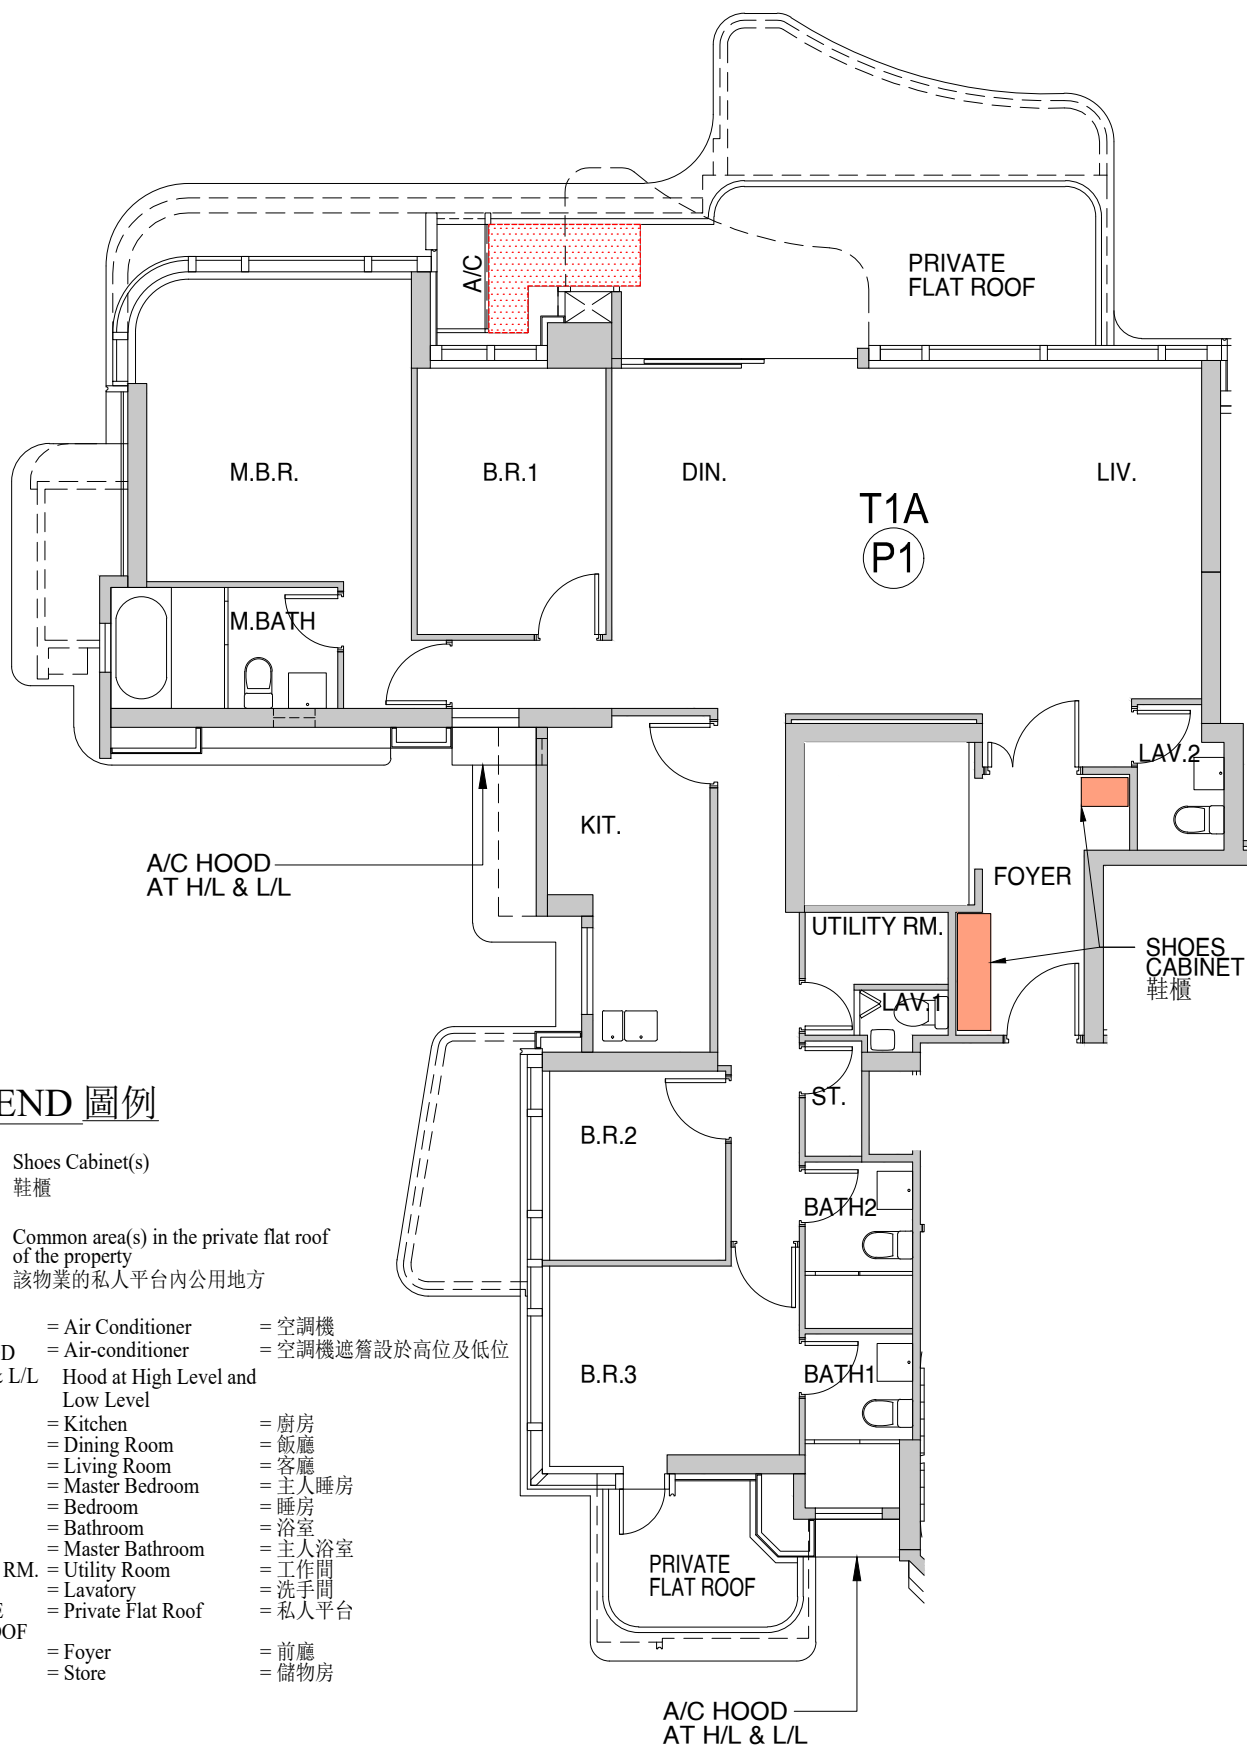 PRIVATE
FLAT ROOF
A/C
M.B.R.
B.R.1
DIN.
LIV.
T1A
P1
M.BATH
LAV.2
KIT.
A/C HOOD
AT H/L & L/L
FOYER
UTILITY RM.
SHOES
CABINET
鞋櫃
LAV.1
ST.
B.R.2
BATH2
B.R.3
BATH1
PRIVATE
FLAT ROOF
A/C HOOD
AT H/L & L/L
END 圖例
Shoes Cabinet(s)
鞋櫃
Common area(s) in the private flat roof
of the property
該物業的私人平台內公用地方
= Air Conditioner = 空調機
D = Air-conditioner = 空調機遮簷設於高位及低位
& L/L Hood at High Level and
Low Level
= Kitchen = 廚房
= Dining Room = 飯廳
= Living Room = 客廳
= Master Bedroom = 主人睡房
= Bedroom = 睡房
= Bathroom = 浴室
= Master Bathroom = 主人浴室
RM. = Utility Room = 工作間
= Lavatory = 洗手間
E = Private Flat Roof = 私人平台
OOF
= Foyer = 前廳
= Store = 儲物房